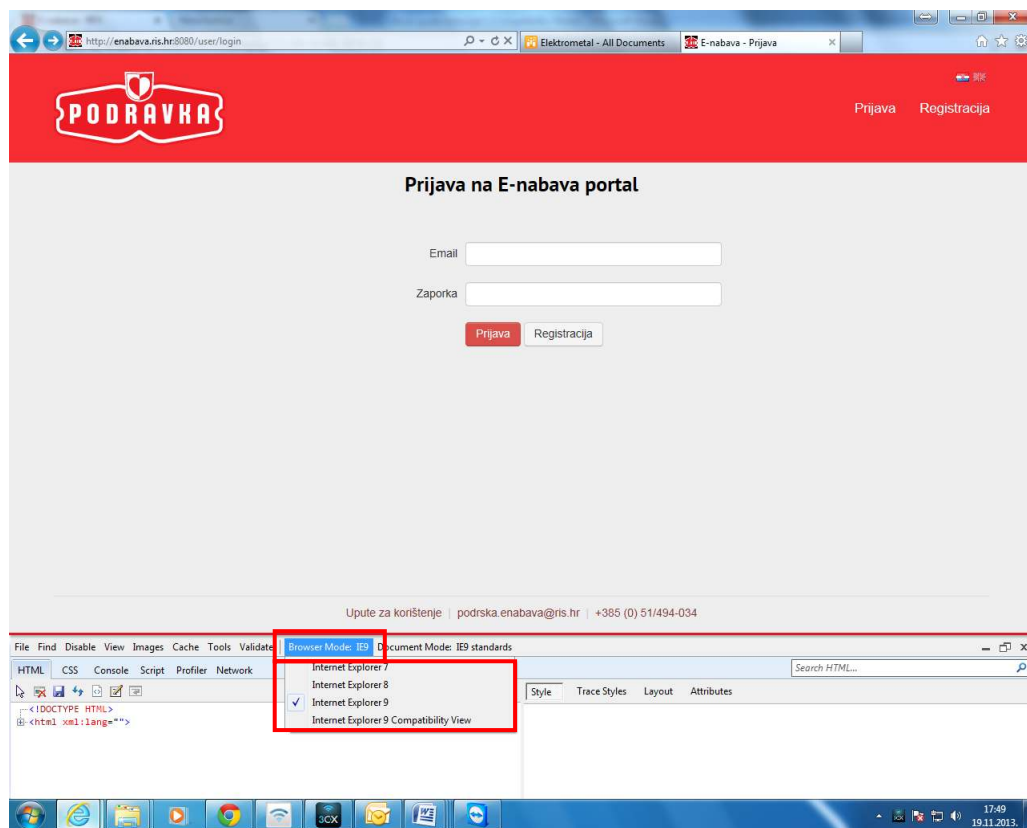 http://enabava.ris.hr:8080/user/login
Elektrometal - All Documents
E-nabava - Prijava
PODRAVKA
Prijava Registracija
Prijava na E-nabava portal
Email
Zaporka
Prijava Registracija
Upute za korištenje | podrska.enabava@ris.hr | +385 (0) 51/494-034
File Find Disable View Images Cache Tools Validate Browser Mode: IE9 Document Mode: IE9 standards
HTML CSS Console Script Profiler Network
Search HTML...
Internet Explorer 7
Internet Explorer 8
Internet Explorer 9
Internet Explorer 9 Compatibility View
Style Trace Styles Layout Attributes
<!DOCTYPE HTML>
<html xml:lang="">
3CX
17:49
19.11.2013.